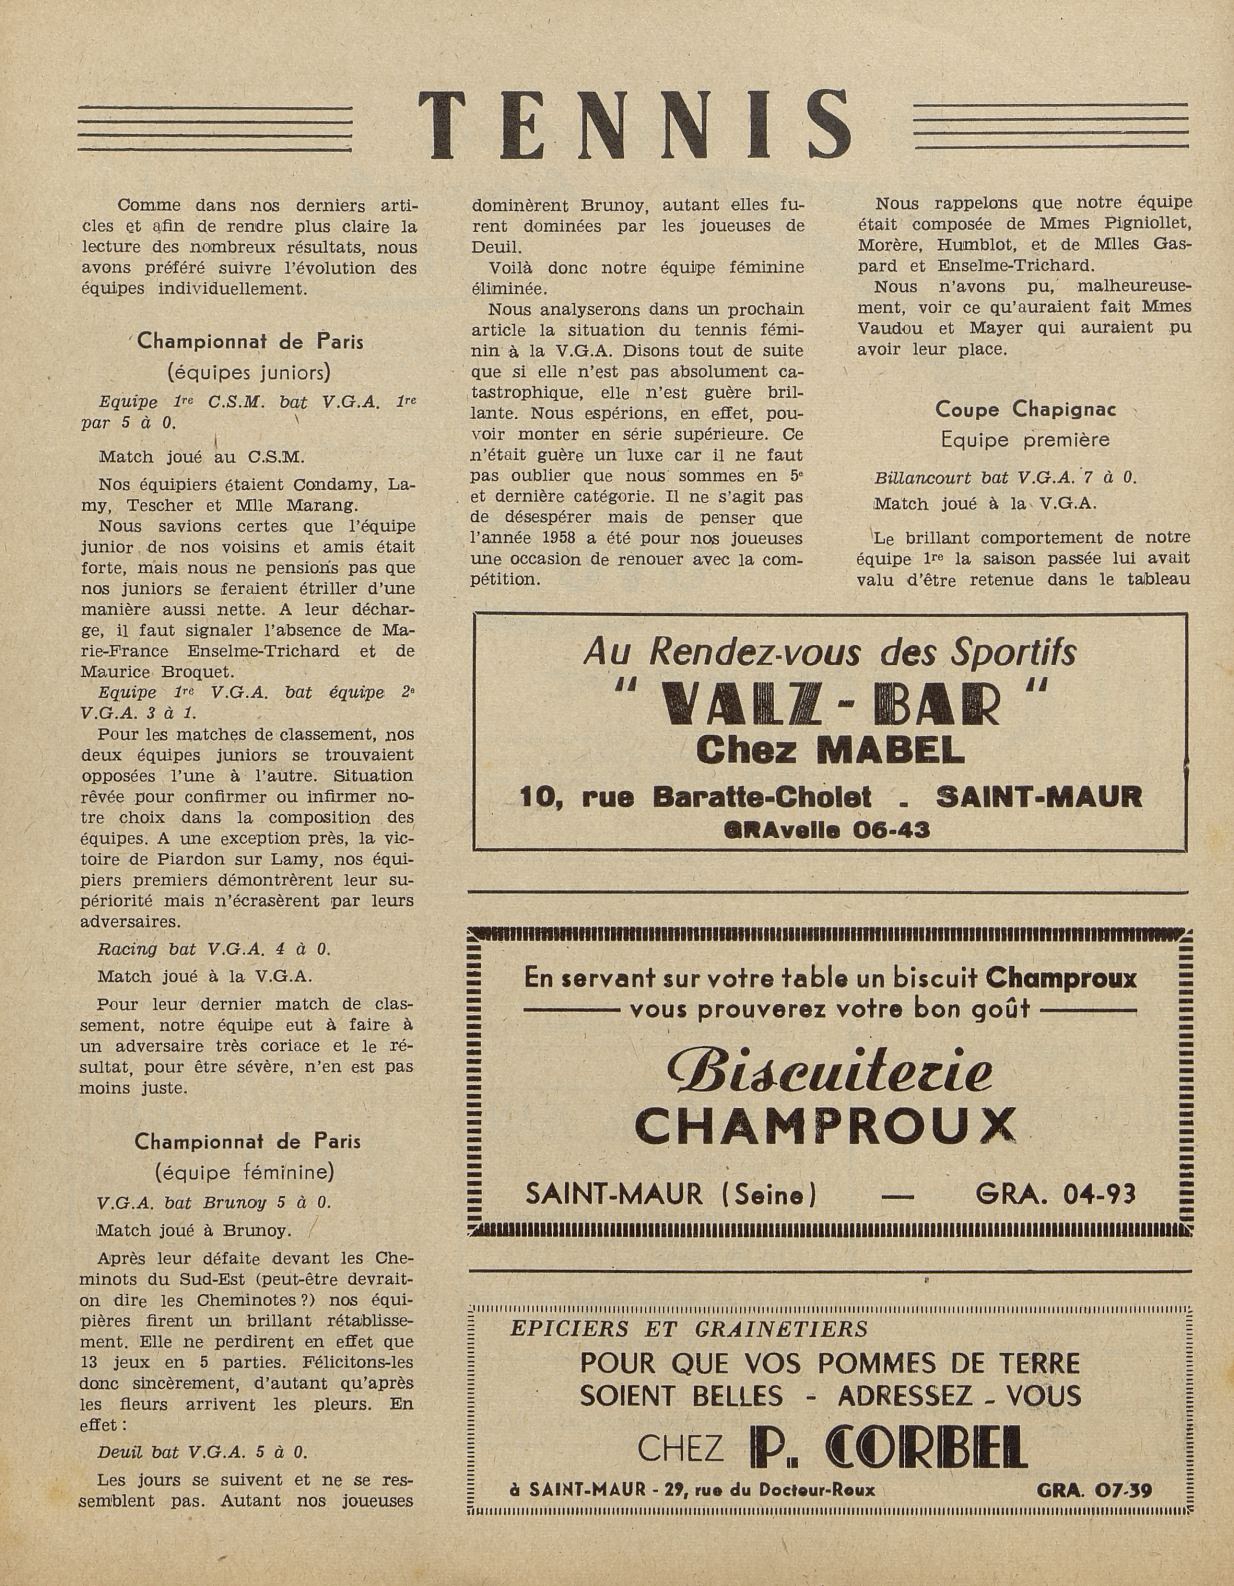 TENNIS
Comme dans nos derniers arti-
cles et afin de rendre plus claire la
lecture des nombreux résultats, nous
avons préféré suivre l'évolution des
équipes individuellement.
Championnat de Paris
(équipes juniors)
Equipe 1re C.S.M. bat V.G.A. 1re
par 5 à 0.
Match joué au C.S.M.
Nos équipiers étaient Condamy, La-
my, Tescher et Mlle Marang.
Nous savions certes que l'équipe
junior de nos voisins et amis était
forte, mais nous ne pensions pas que
nos juniors se feraient étriller d'une
manière aussi nette. A leur déchar-
ge, il faut signaler l'absence de Ma-
rie-France Enselme-Trichard et de
Maurice Broquet.
Equipe 1re V.G.A. bat équipe 2e
V.G.A. 3 à 1.
Pour les matches de classement, nos
deux équipes juniors se trouvaient
opposées l'une à l'autre. Situation
rêvée pour confirmer ou infirmer no-
tre choix dans la composition des
équipes. A une exception près, la vic-
toire de Piardon sur Lamy, nos équi-
piers premiers démontrèrent leur su-
périorité mais n'écrasèrent par leurs
adversaires.
Racing bat V.G.A. 4 à 0.
Match joué à la V.G.A.
Pour leur dernier match de clas-
sement, notre équipe eut à faire à
un adversaire très coriace et le ré-
sultat, pour être sévère, n'en est pas
moins juste.
Championnat de Paris
(équipe féminine)
V.G.A. bat Brunoy 5 à 0.
Match joué à Brunoy.
Après leur défaite devant les Che-
minots du Sud-Est (peut-être devrait-
on dire les Cheminotes ?) nos équi-
pières firent un brillant rétablisse-
ment. Elle ne perdirent en effet que
13 jeux en 5 parties. Félicitons-les
donc sincèrement, d'autant qu'après
les fleurs arrivent les pleurs. En
effet :
Deuil bat V.G.A. 5 à 0.
Les jours se suivent et ne se res-
semblent pas. Autant nos joueuses
dominèrent Brunoy, autant elles fu-
rent dominées par les joueuses de
Deuil.
Voilà donc notre équipe féminine
éliminée.
Nous analyserons dans un prochain
article la situation du tennis fémi-
nin à la V.G.A. Disons tout de suite
que si elle n'est pas absolument ca-
tastrophique, elle n'est guère bril-
lante. Nous espérions, en effet, pou-
voir monter en série supérieure. Ce
n'était guère un luxe car il ne faut
pas oublier que nous sommes en 5e
et dernière catégorie. Il ne s'agit pas
de désespérer mais de penser que
l'année 1958 a été pour nos joueuses
une occasion de renouer avec la com-
pétition.
Nous rappelons que notre équipe
était composée de Mmes Pigniollet,
Morère, Humblot, et de Mlles Gas-
pard et Enselme-Trichard.
Nous n'avons pu, malheureuse-
ment, voir ce qu'auraient fait Mmes
Vaudou et Mayer qui auraient pu
avoir leur place.
Coupe Chapignac
Equipe première
Billancourt bat V.G.A. 7 à 0.
Match joué à la V.G.A.
Le brillant comportement de notre
équipe 1re la saison passée lui avait
valu d'être retenue dans le tableau
Au Rendez-vous des Sportifs
" VALZ - BAR "
Chez MABEL
10, rue Baratte-Cholet - SAINT-MAUR
GRAvelle 06-43
En servant sur votre table un biscuit Champroux
vous prouverez votre bon goût
Biscuiterie
CHAMPROUX
SAINT-MAUR (Seine) — GRA. 04-93
EPICIERS ET GRAINETIERS
POUR QUE VOS POMMES DE TERRE
SOIENT BELLES - ADRESSEZ - VOUS
CHEZ P. CORBEL
à SAINT-MAUR - 29, rue du Docteur-Roux GRA. 07-39